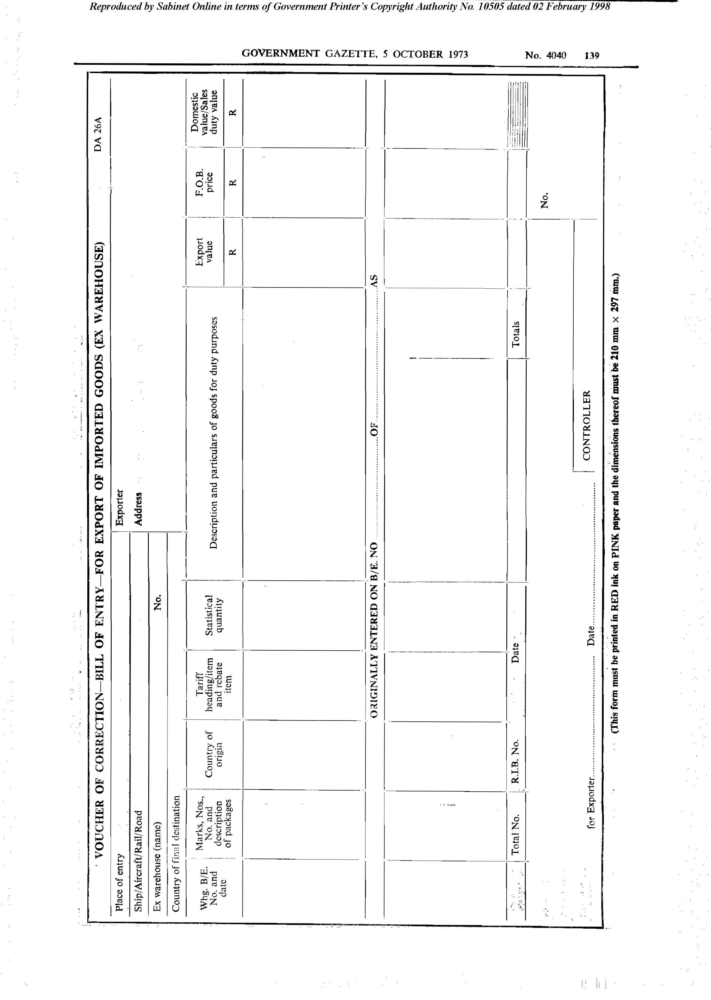 Reproduced by Sabinet Online in terms of Government Printer's Copyright Authority No. 10505 dated 02 February 1998
GOVERNMENT GAZETTE, 5 OCTOBER 1973 No. 4040 139
VOUCHER OF CORRECTION—BILL OF ENTRY—FOR EXPORT OF IMPORTED GOODS (EX WAREHOUSE) DA 26A
Place of entry
Exporter
Ship/Aircraft/Rail/Road
Address
Ex warehouse (name) No.
Country of final destination
Whg. B/E.
No. and
date
Marks, Nos.,
No. and
description
of packages
Country of
origin
Tariff
heading/item
and rebate
item
Statistical
quantity
Description and particulars of goods for duty purposes
Export
value
R
F.O.B.
price
R
Domestic
value/Sales
duty value
R
ORIGINALLY ENTERED ON B/E. NO ........ OF ........ AS
Total No.
R.I.B. No.
Date
Totals
No.
for Exporter........ Date........
CONTROLLER
(This form must be printed in RED ink on PINK paper and the dimensions thereof must be 210 mm × 297 mm.)